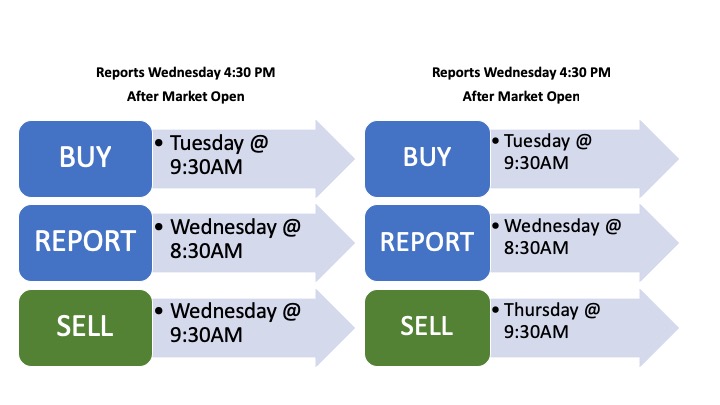 Reports Wednesday 4:30 PM
After Market Open
BUY
• Tuesday @
9:30AM
REPORT
• Wednesday @
8:30AM
SELL
• Wednesday @
9:30AM
Reports Wednesday 4:30 PM
After Market Open
BUY
• Tuesday @
9:30AM
REPORT
• Wednesday @
8:30AM
SELL
• Thursday @
9:30AM